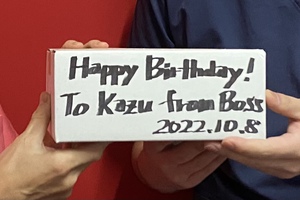 Happy Birthday!
To Kazu from Boss
2022.10.8